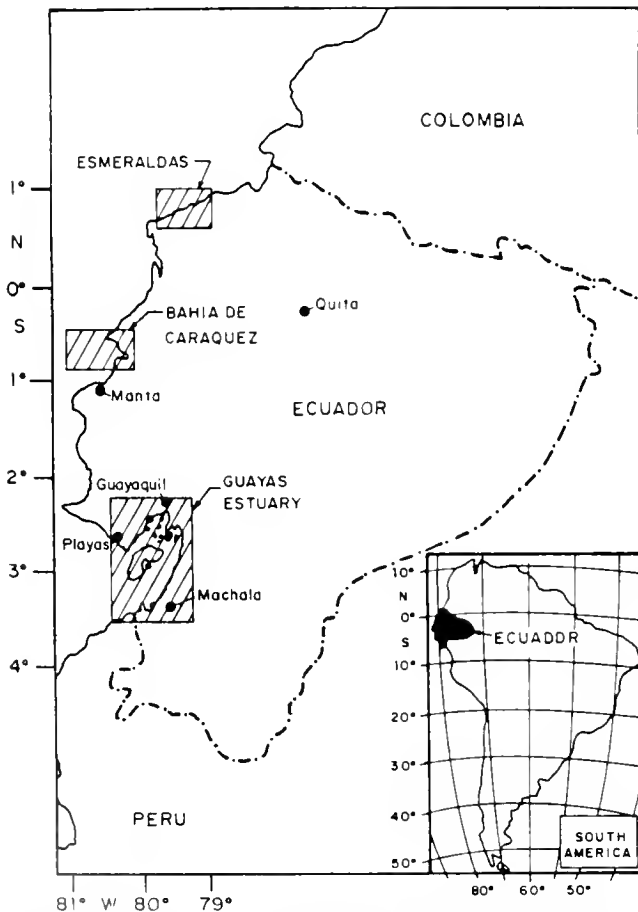 COLOMBIA
ESMERALDAS
1°
N
0°
S
Quita
BAHIA DE
CARAQUEZ
1°
Manta
ECUADOR
2°
Guayaquil
GUAYAS
ESTUARY
Playas
3°
Machala
4°
PERU
81° W 80° 79°
10°
N
0°
S
ECUADOR
10°
20°
30°
40°
50°
SOUTH
AMERICA
80° 60° 50°